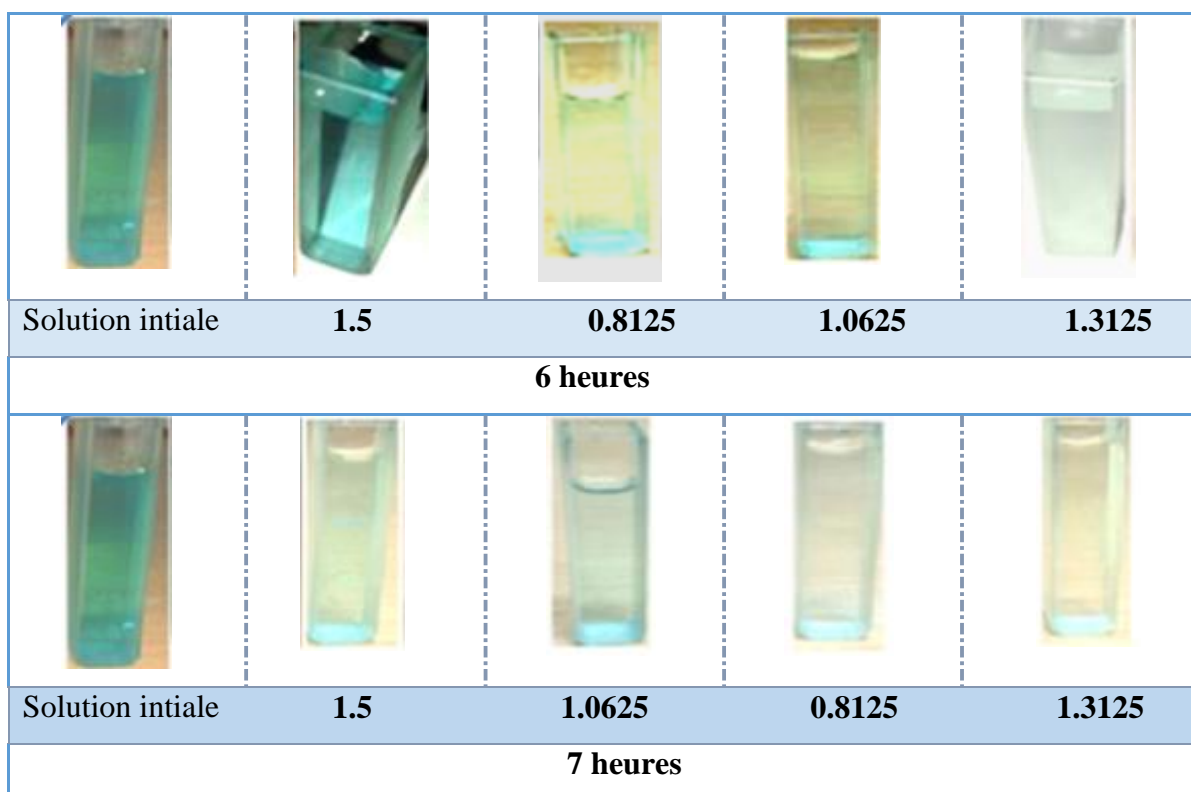 Solution intiale 1.5 0.8125 1.0625 1.3125
6 heures
Solution intiale 1.5 1.0625 0.8125 1.3125
7 heures